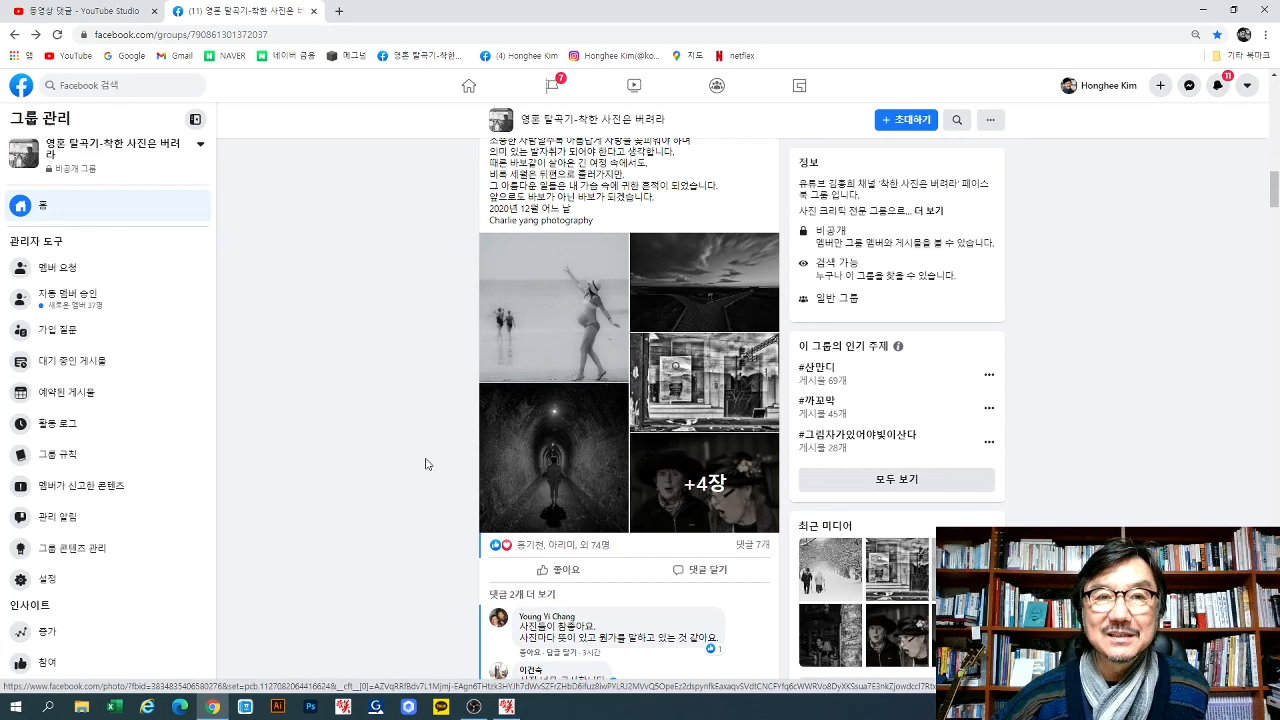 동영상 댓글 - YouTube Studio
(11) 영혼 탈곡기-착한 사진은 버
facebook.com/groups/790861301372037
앱
YouTube
Google
Gmail
NAVER
네이버 금융
메그넘
영혼 탈곡기-착한...
(4) Honghee Kim
Honghee Kim(@ko...
지도
netflex
기타 북마크
Facebook 검색
7
Honghee Kim
11
그룹 관리
영혼 탈곡기-착한 사진은 버려
라
비공개 그룹
홈
관리자 도구
멤버 요청
자동 멤버 승인
새로운 멤버 37명
가입 질문
대기 중인 게시물
예약된 게시물
활동 로그
그룹 규칙
멤버가 신고한 콘텐츠
관리 알림
그룹 콘텐츠 관리
설정
인사이트
증가
참여
영혼 탈곡기-착한 사진은 버려라
초대하기
의미 있는 발자취가 되어야 한다고 생각합니다.
때론 바보같이 살아온 긴 여정 속에서도,
비록 세월은 뒤편으로 흘러가지만,
그 아름다운 일들은 내 가슴 속에 귀한 흔적이 되었습니다.
앞으로도 바보가 아닌 바보가 되겠습니다.
2020년 12월 어느 날
Charlie yang photography
+4장
홍기천, 아리미, 외 74명
댓글 7개
좋아요
댓글 달기
댓글 2개 더 보기
Young Yi Chang
사진들이 참좋아요.
사진마다 뜻이 있고 뭔가를 말하고 있는 것 같아요.
1
좋아요 · 답글 달기 · 3시간
이건숙
정보
유튜브 김홍희 채널 '착한 사진은 버려라' 페이스
북 그룹 입니다.
사진 크리틱 전문 그룹으로... 더 보기
비공개
멤버만 그룹 멤버와 게시물을 볼 수 있습니다.
검색 가능
누구나 이 그룹을 찾을 수 있습니다.
일반 그룹
이 그룹의 인기 주제
#산만디
게시물 69개
#까꼬막
게시물 45개
#그림자가있어야빛이산다
게시물 28개
모두 보기
최근 미디어